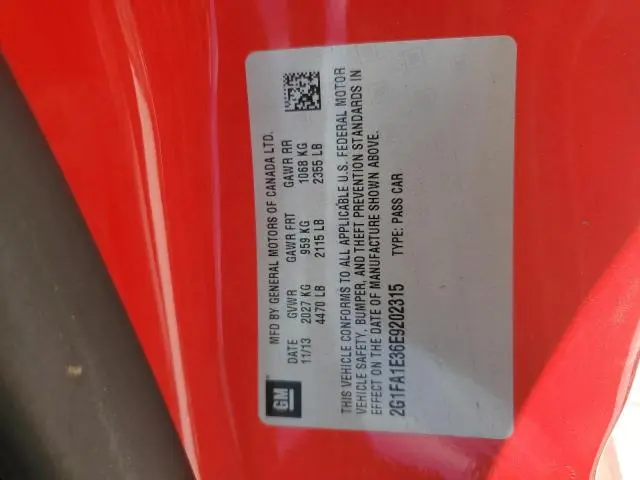 GM
MFD BY GENERAL MOTORS OF CANADA LTD.
DATE GVWR GAWR FRT GAWR RR
11/13 2027 KG 959 KG 1068 KG
4470 LB 2115 LB 2355 LB
THIS VEHICLE CONFORMS TO ALL APPLICABLE U.S. FEDERAL MOTOR
VEHICLE SAFETY, BUMPER, AND THEFT PREVENTION STANDARDS IN
EFFECT ON THE DATE OF MANUFACTURE SHOWN ABOVE.
2G1FA1E36E9202315 TYPE: PASS CAR